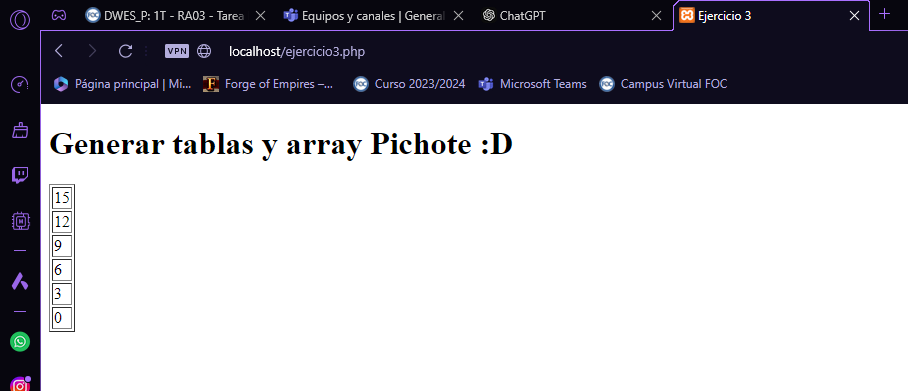 DWES_P: 1T - RA03 - Tarea
Equipos y canales | General
ChatGPT
Ejercicio 3
VPN
localhost/ejercicio3.php
Página principal | Mi...
Forge of Empires –...
Curso 2023/2024
Microsoft Teams
Campus Virtual FOC
Generar tablas y array Pichote :D
15
12
9
6
3
0